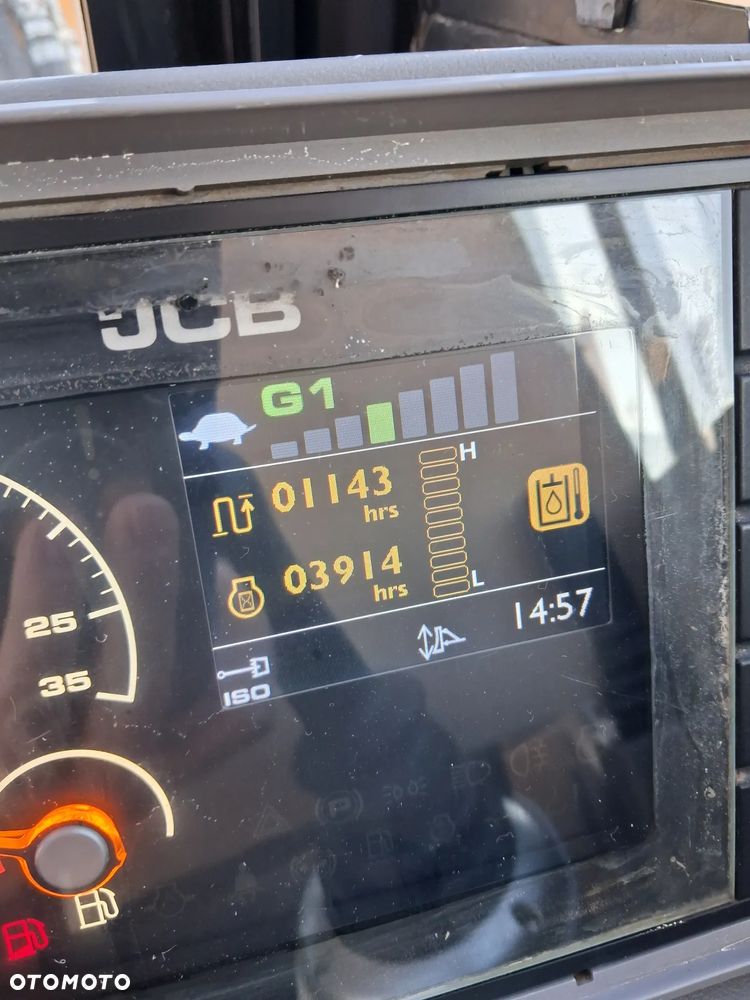 JCB
G1
01143
hrs
H
03914
hrs
L
14:57
ISO
25
35
OTOMOTO